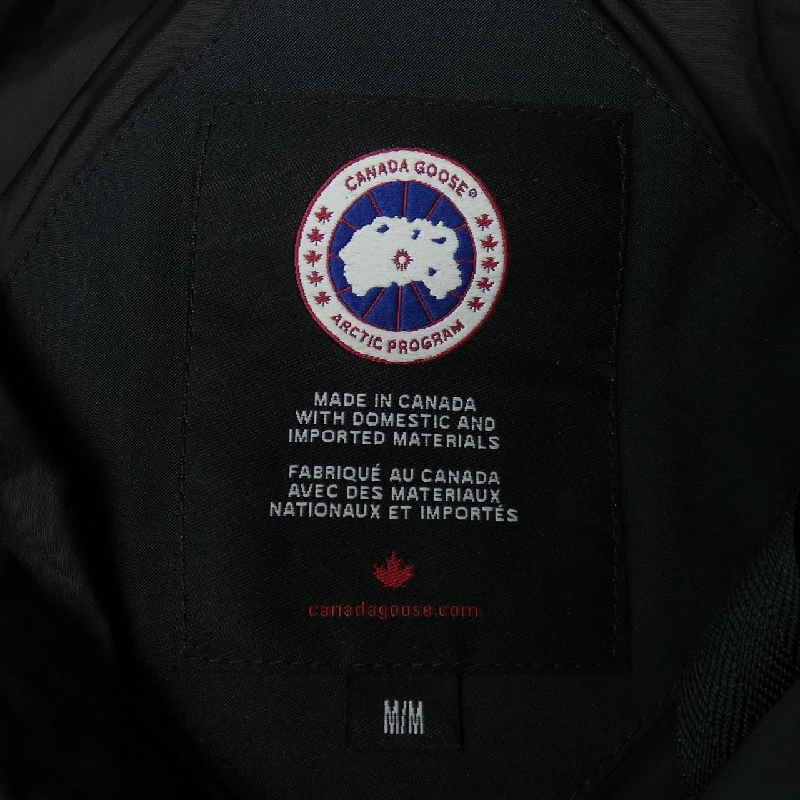 CANADA GOOSE®
ARCTIC PROGRAM
MADE IN CANADA
WITH DOMESTIC AND
IMPORTED MATERIALS
FABRIQUÉ AU CANADA
AVEC DES MATERIAUX
NATIONAUX ET IMPORTÉS
canadagoose.com
M/M